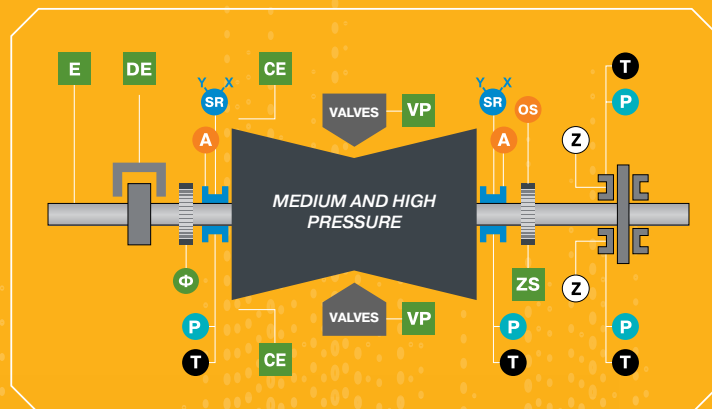 E
DE
CE
Y X
SR
A
VALVES
VP
Y X
SR
OS
A
T
P
Z
MEDIUM AND HIGH
PRESSURE
Φ
ZS
Z
P
T
CE
VALVES
VP
P
T
P
T